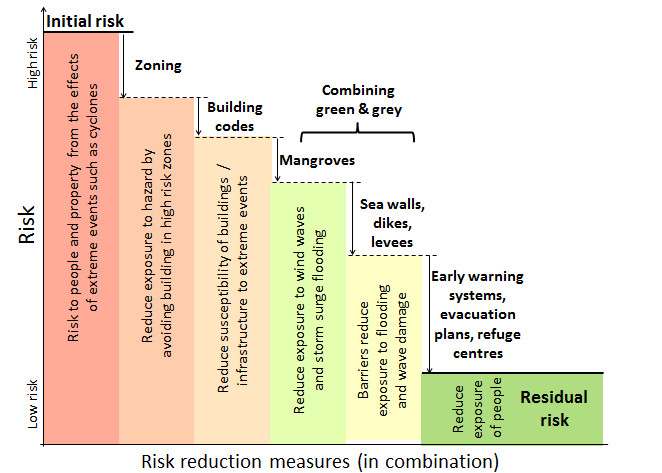 Initial risk
High risk
Risk
Low risk
Risk to people and property from the effects
of extreme events such as cyclones
Zoning
Reduce exposure to hazard by
avoiding building in high risk zones
Building
codes
Reduce susceptibility of buildings /
infrastructure to extreme events
Combining
green & grey
Mangroves
Reduce exposure to wind waves
and storm surge flooding
Sea walls,
dikes,
levees
Barriers reduce
exposure to flooding
and wave damage
Early warning
systems,
evacuation
plans, refuge
centres
Reduce
exposure
of people
Residual
risk
Risk reduction measures (in combination)